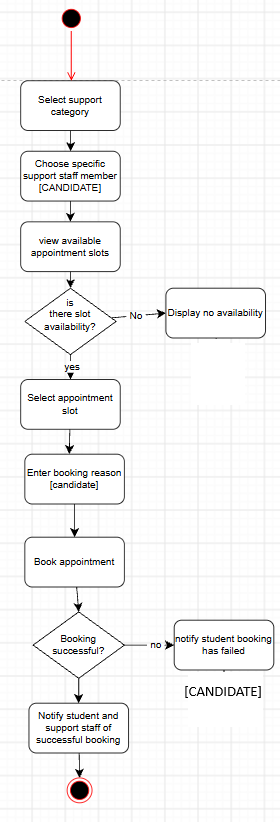 Select support
category
Choose specific
support staff member
[CANDIDATE]
view available
appointment slots
is
there slot
availability?
No
Display no availability
yes
Select appointment
slot
Enter booking reason
[candidate]
Book appointment
Booking
successful?
no
notify student booking
has failed
[CANDIDATE]
Notify student and
support staff of
successful booking